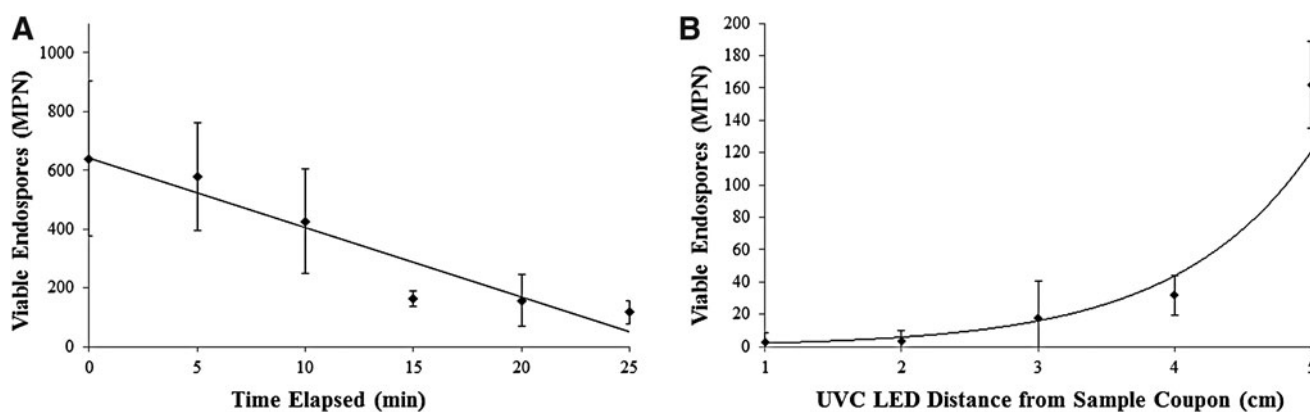 A
Viable Endospores (MPN)
1000
800
600
400
200
0
0 5 10 15 20 25
Time Elapsed (min)
B
Viable Endospores (MPN)
200
180
160
140
120
100
80
60
40
20
0
1 2 3 4 5
UVC LED Distance from Sample Coupon (cm)